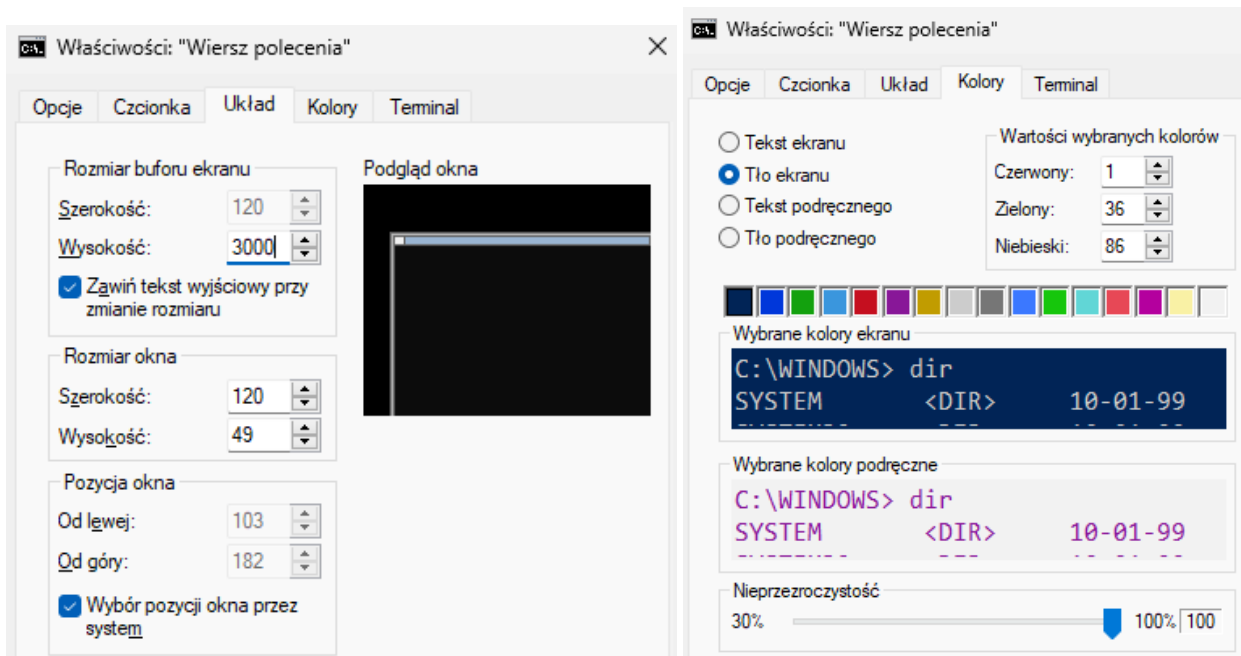 Właściwości: "Wiersz polecenia"
Opcje Czcionka Układ Kolory Terminal
Rozmiar buforu ekranu
Szerokość: 120
Wysokość: 3000
Zawiń tekst wyjściowy przy
zmianie rozmiaru
Rozmiar okna
Szerokość: 120
Wysokość: 49
Pozycja okna
Od lewej: 103
Od góry: 182
Wybór pozycji okna przez
system
Podgląd okna
Właściwości: "Wiersz polecenia"
Opcje Czcionka Układ Kolory Terminal
Tekst ekranu
Tło ekranu
Tekst podręcznego
Tło podręcznego
Wartości wybranych kolorów
Czerwony: 1
Zielony: 36
Niebieski: 86
Wybrane kolory ekranu
C:\WINDOWS> dir
SYSTEM <DIR> 10-01-99
Wybrane kolory podręczne
C:\WINDOWS> dir
SYSTEM <DIR> 10-01-99
Nieprzezroczystość
30% 100% 100